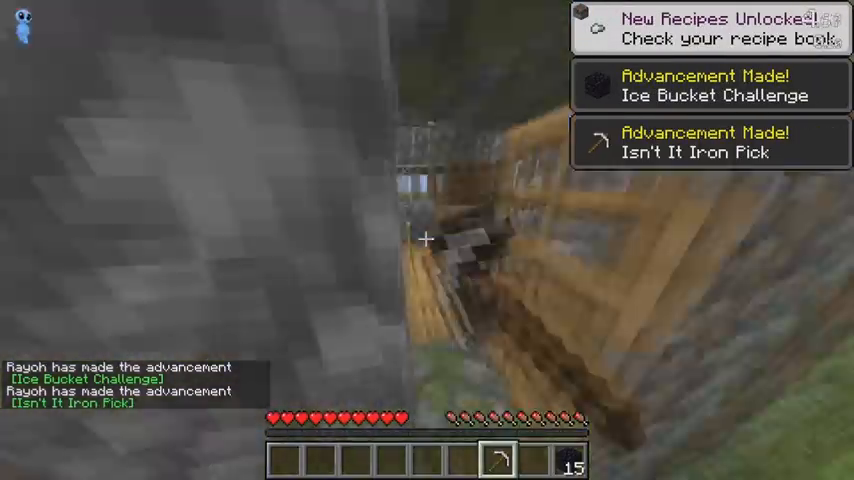 New Recipes Unlocked!
Check your recipe book
Advancement Made!
Ice Bucket Challenge
Advancement Made!
Isn't It Iron Pick
Rayoh has made the advancement
[Ice Bucket Challenge]
Rayoh has made the advancement
[Isn't It Iron Pick]
15